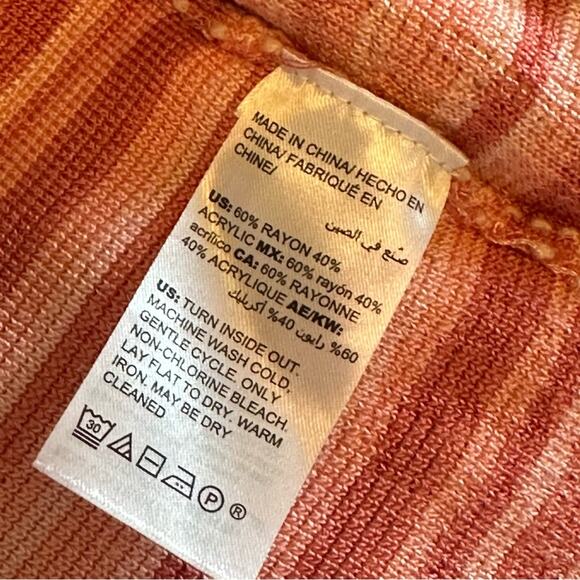 MADE IN CHINA/ HECHO EN
CHINA/ FABRIQUÉ EN
CHINE/
صنع في الصين
US: 60% RAYON 40%
ACRYLIC MX: 60% rayón 40%
acrílico CA: 60% RAYONNE
40% ACRYLIQUE AE/KW:
60% رايون 40% أكريليك
US: TURN INSIDE OUT.
MACHINE WASH COLD,
GENTLE CYCLE. ONLY
NON-CHLORINE BLEACH.
LAY FLAT TO DRY. WARM
IRON. MAY BE DRY
CLEANED
30 P ®